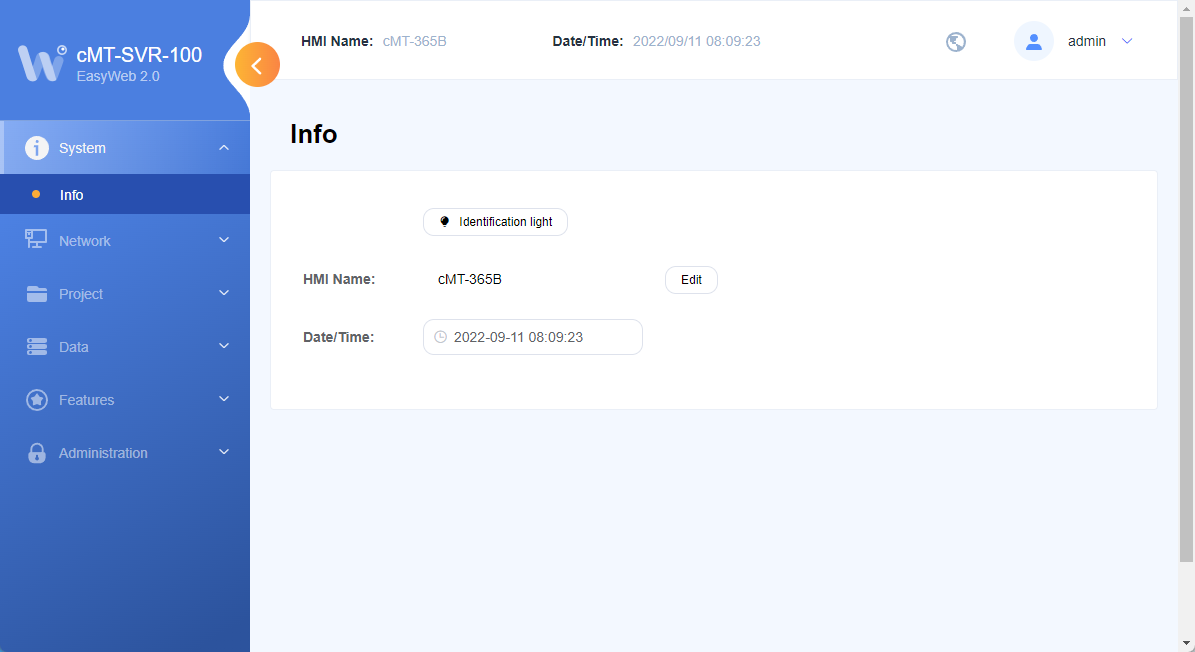 cMT-SVR-100
EasyWeb 2.0
HMI Name: cMT-365B Date/Time: 2022/09/11 08:09:23 admin
System
Info
Network
Project
Data
Features
Administration
Info
Identification light
HMI Name: cMT-365B Edit
Date/Time: 2022-09-11 08:09:23